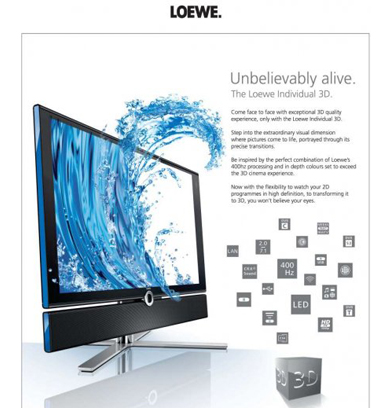 LOEWE.
Unbelievably alive.
The Loewe Individual 3D.
Come face to face with exceptional 3D quality
experience, only with the Loewe Individual 3D.
Step into the extraordinary visual dimension
where pictures come to life, portrayed through its
precise transitions.
Be inspired by the perfect combination of Loewe's
400hz processing and in depth colours set to exceed
the 3D cinema experience.
Now with the flexibility to watch your 2D
programmes in high definition, to transforming it
to 3D, you won't believe your eyes.
C
LAN
400
Hz
LED
HD
3D
3D